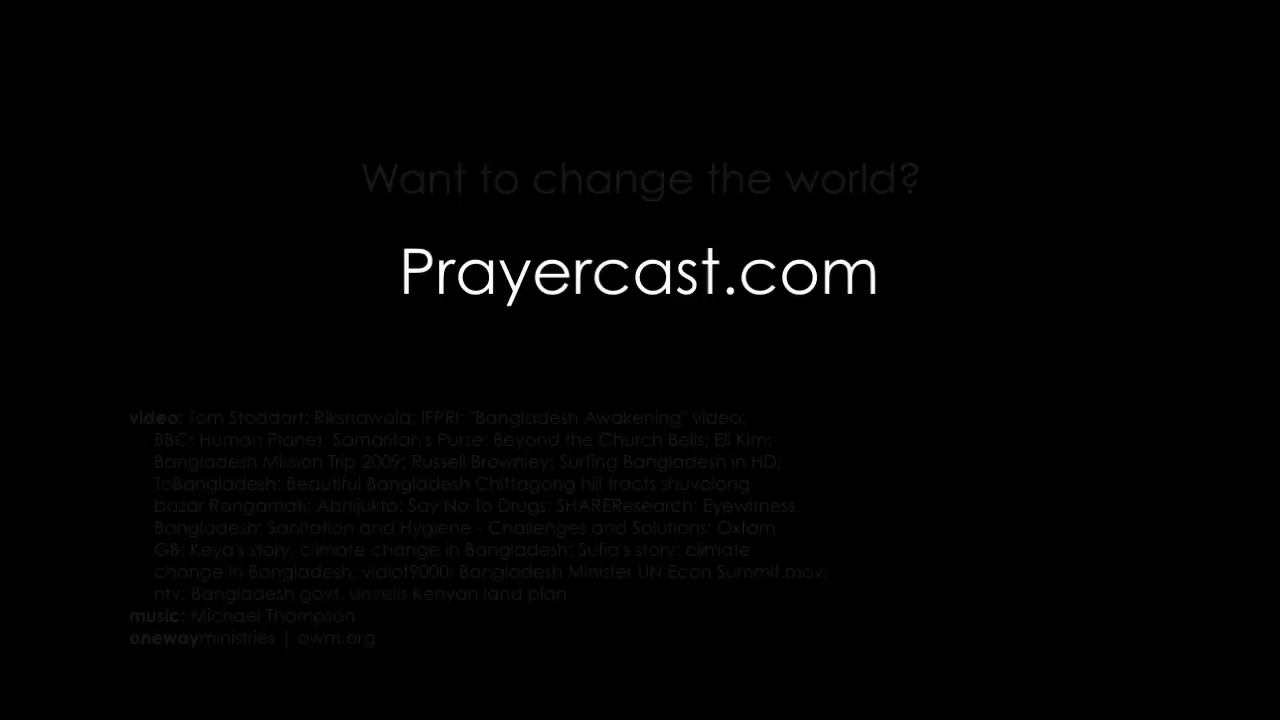 Want to change the world?
Prayercast.com
video: Tom Stoddart; Riksnawala; IFPRI: "Bangladesh Awakening" video;
BBC: Human Planet; Samaritan's Purse: Beyond the Church Bells; Eli Kim:
Bangladesh Mission Trip 2009; Russell Brownley: Surfing Bangladesh in HD;
ToBangladesh: Beautiful Bangladesh Chittagong hill tracts shuvolong
bazar Rangamati; Abhijukto: Say No To Drugs; SHAREResearch: Eyewitness
Bangladesh: Sanitation and Hygiene - Challenges and Solutions; Oxfam
GB: Keya's story: climate change in Bangladesh; Sufia's story: climate
change in Bangladesh; vidiot9000: Bangladesh Minister UN Econ Summit.mov;
ntv: Bangladesh govt. unveils Kenyan land plan
music: Michael Thompson
onewayministries | owm.org